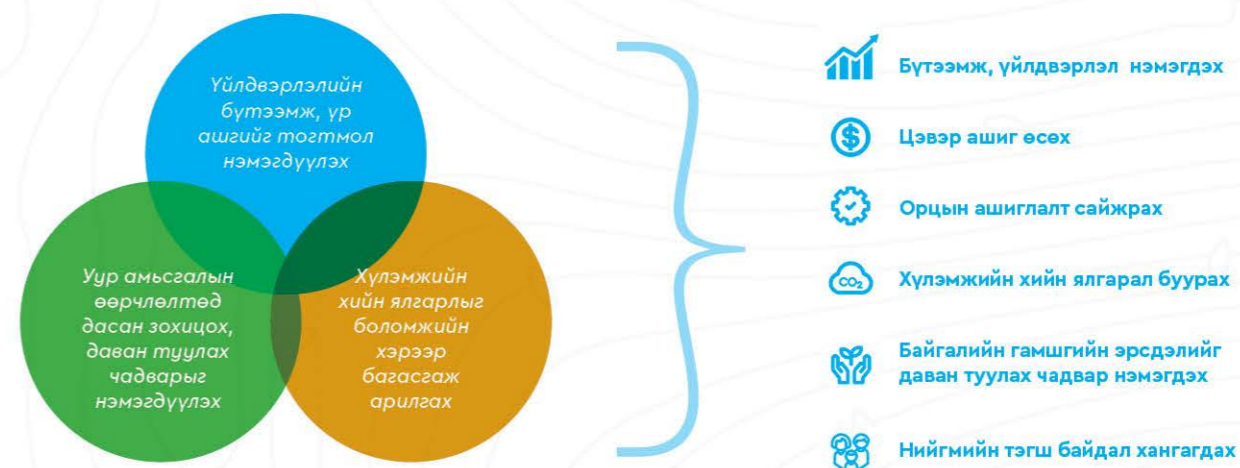 Үйлдвэрлэлийн
бүтээмж, үр
ашгийг тогтмол
нэмэгдүүлэх
Уур амьсгалын
өөрчлөлтөд
дасан зохицох,
даван туулах
чадварыг
нэмэгдүүлэх
Хүлэмжийн
хийн ялгарлыг
боломжийн
хэрээр
багасгаж
арилгах
Бүтээмж, үйлдвэрлэл нэмэгдэх
$
Цэвэр ашиг өсөх
Орцын ашиглалт сайжрах
CO₂
Хүлэмжийн хийн ялгарал буурах
Байгалийн гамшгийн эрсдэлийг
даван туулах чадвар нэмэгдэх
Нийгмийн тэгш байдал хангагдах